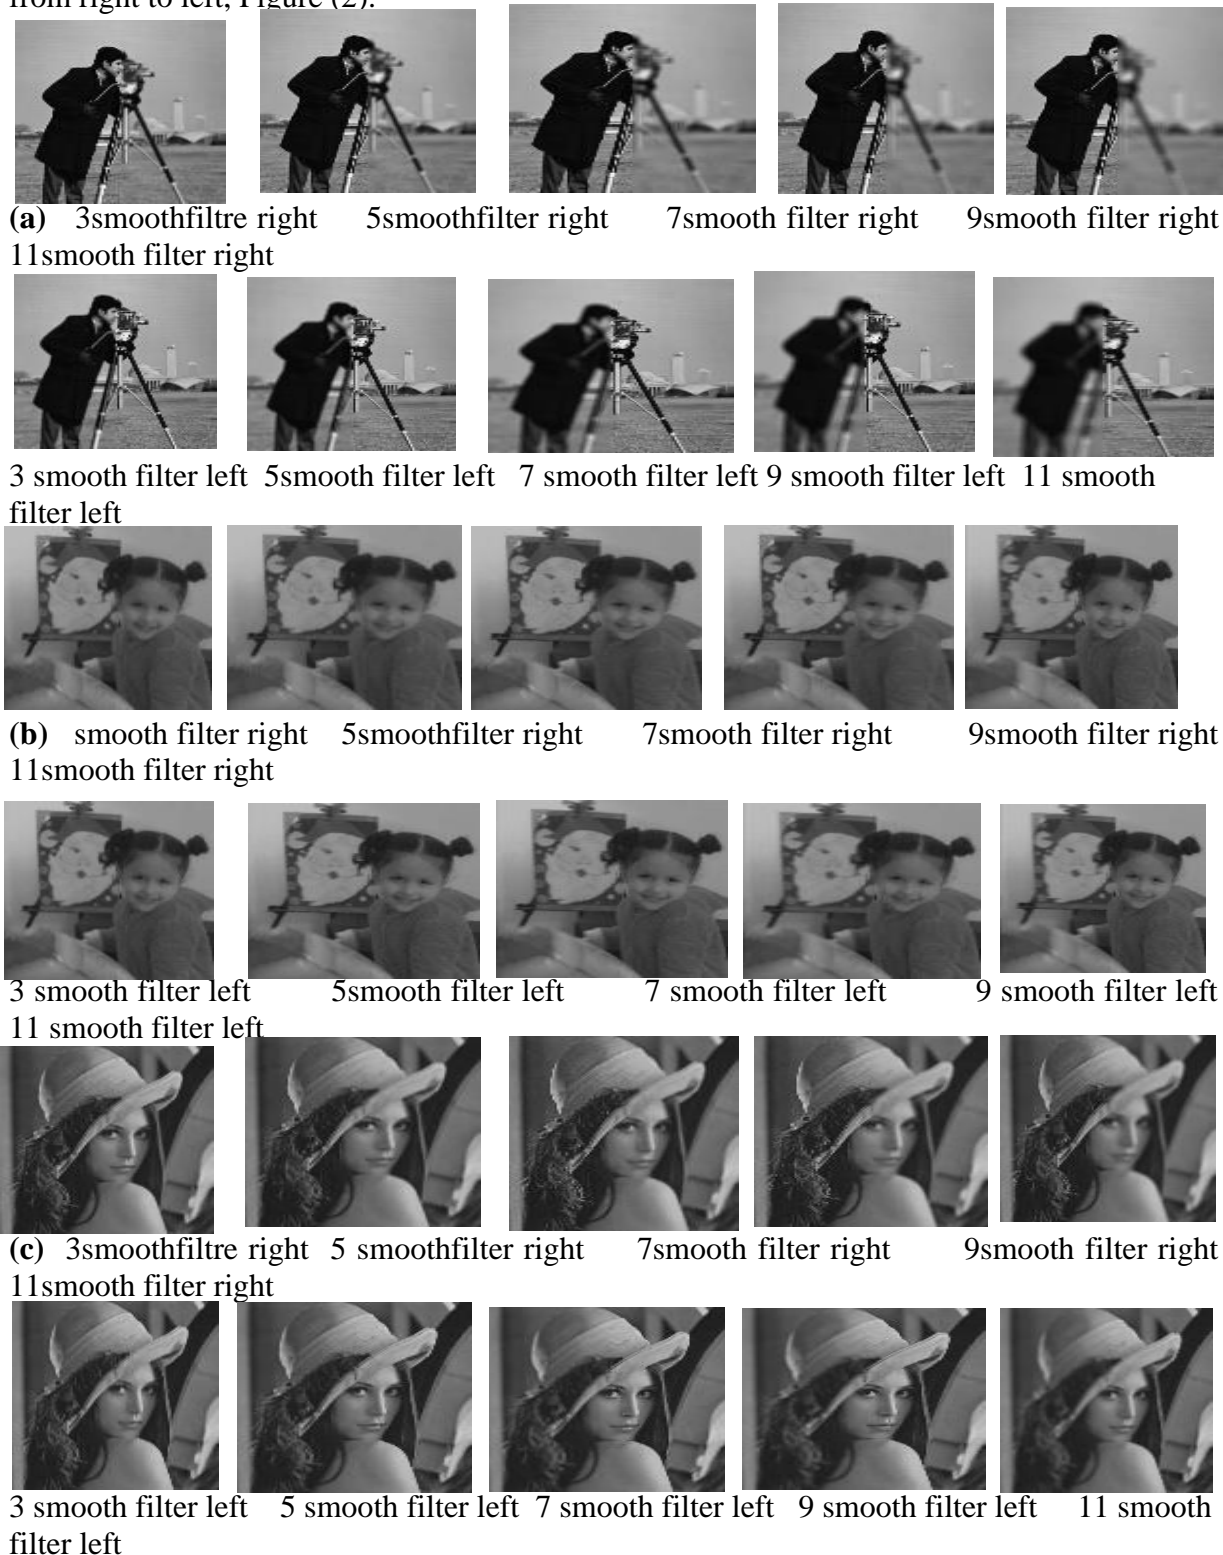 from right to left, Figure (2).
(a) 3smoothfiltre right 5smoothfilter right 7smooth filter right 9smooth filter right
11smooth filter right
3 smooth filter left 5smooth filter left 7 smooth filter left 9 smooth filter left 11 smooth
filter left
(b) smooth filter right 5smoothfilter right 7smooth filter right 9smooth filter right
11smooth filter right
3 smooth filter left 5smooth filter left 7 smooth filter left 9 smooth filter left
11 smooth filter left
(c) 3smoothfiltre right 5 smoothfilter right 7smooth filter right 9smooth filter right
11smooth filter right
3 smooth filter left 5 smooth filter left 7 smooth filter left 9 smooth filter left 11 smooth
filter left